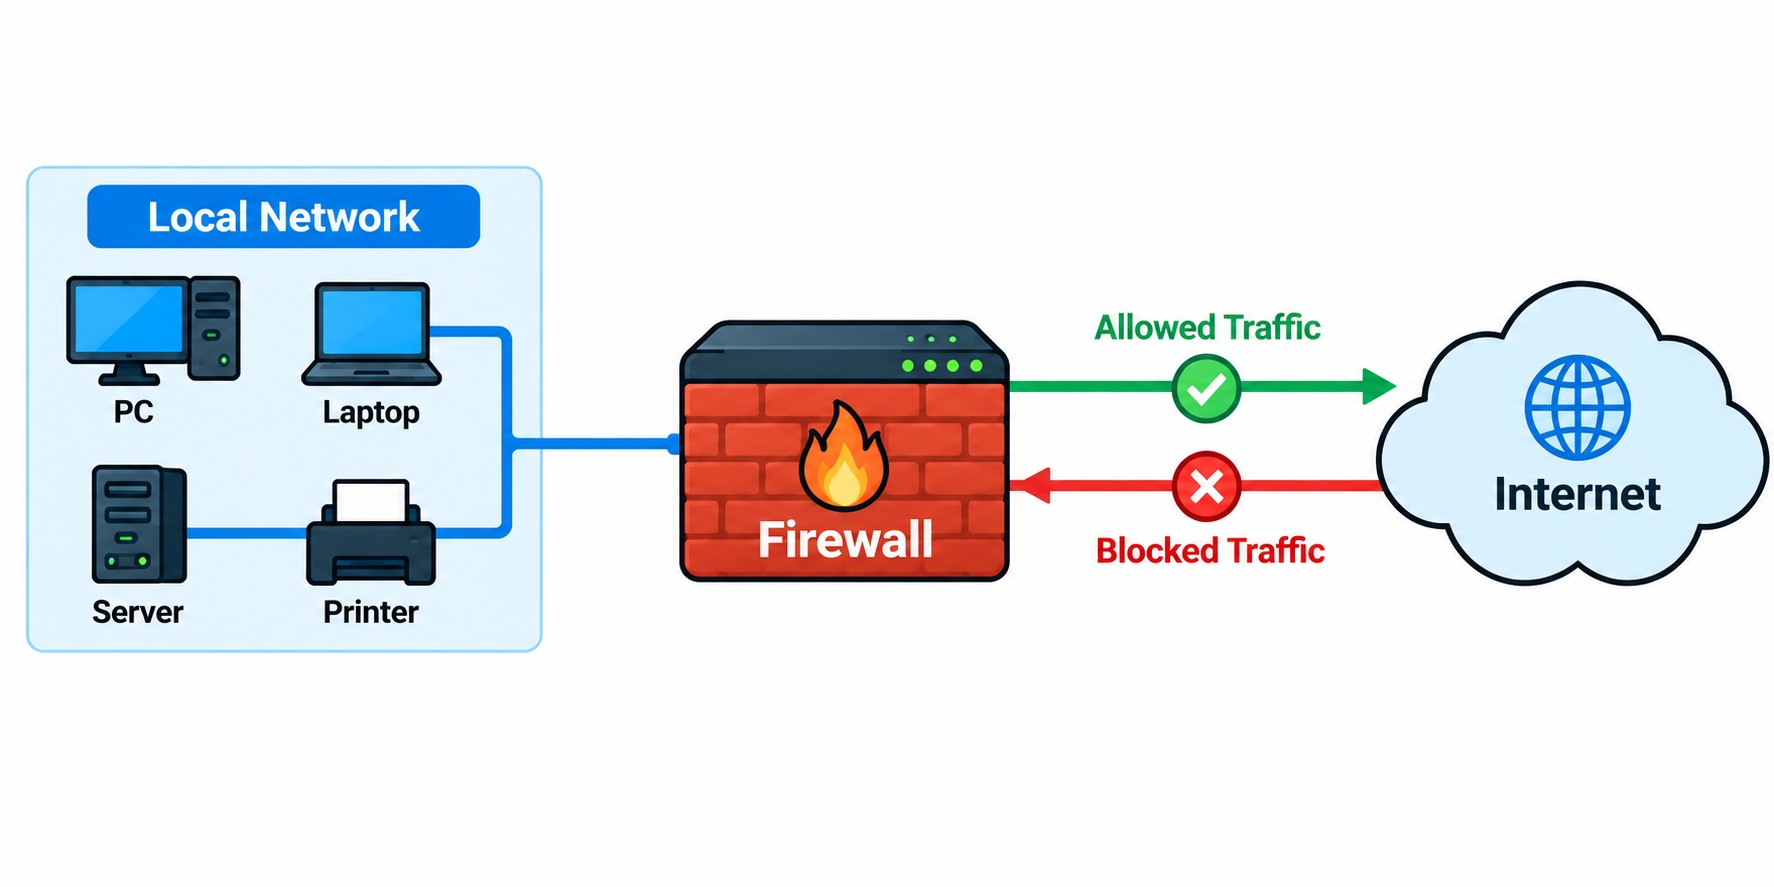 Local Network
PC
Laptop
Server
Printer
Firewall
Allowed Traffic
Blocked Traffic
Internet